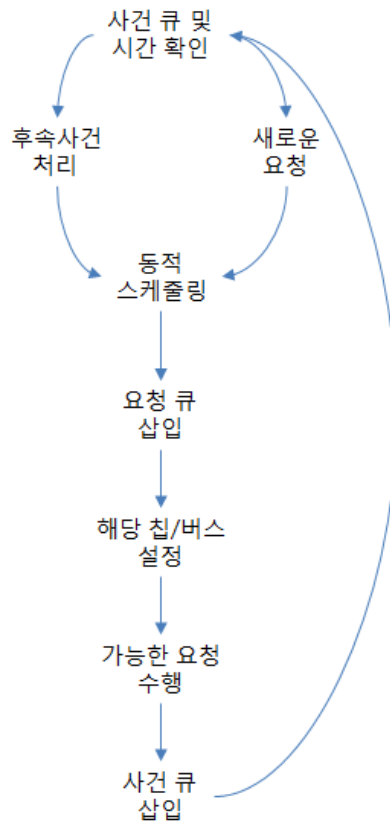 사건 큐 및
시간 확인
후속사건
처리
새로운
요청
동적
스케줄링
요청 큐
삽입
해당 칩/버스
설정
가능한 요청
수행
사건 큐
삽입